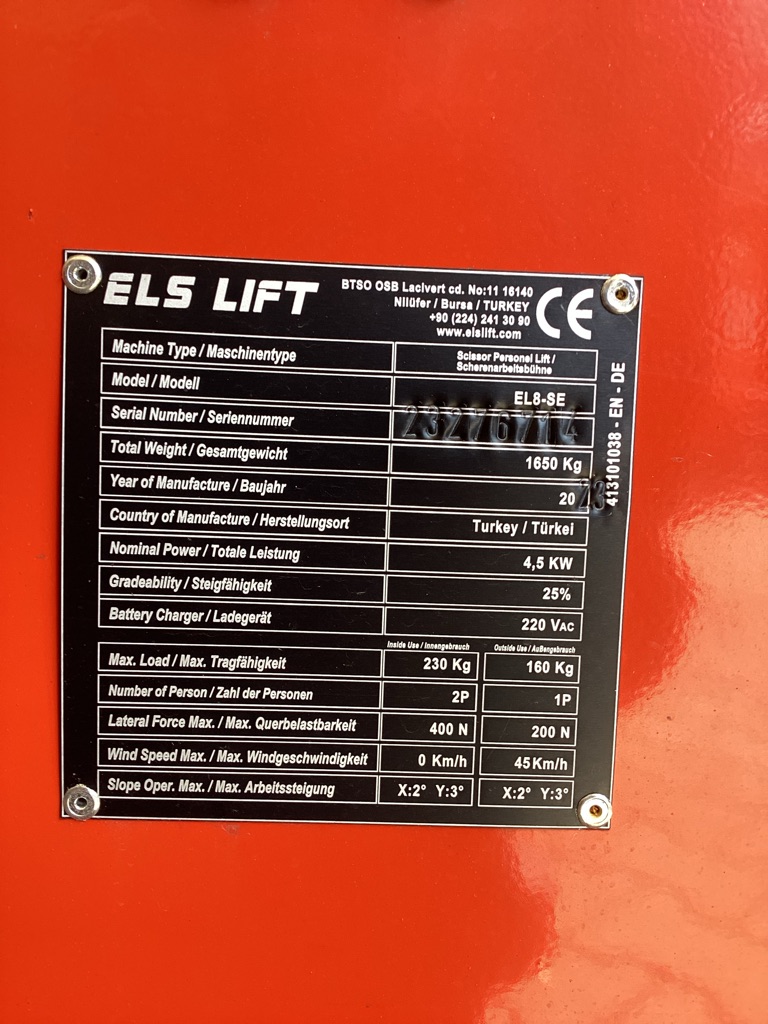 ELS LIFT
BTSO OSB Lacivert cd. No:11 16140
Nilüfer / Bursa / TURKEY
+90 (224) 241 30 90
www.elslift.com
CE
Machine Type / Maschinentype
Scissor Personel Lift /
Scherenarbeitsbühne
Model / Modell EL8-SE
Serial Number / Seriennummer 23276714
Total Weight / Gesamtgewicht 1650 Kg
Year of Manufacture / Baujahr 20 23
Country of Manufacture / Herstellungsort Turkey / Türkei
Nominal Power / Totale Leistung 4,5 KW
Gradeability / Steigfähigkeit 25%
Battery Charger / Ladegerät 220 VAC
Inside Use / Innengebrauch Outside Use / Außengebrauch
Max. Load / Max. Tragfähigkeit 230 Kg 160 Kg
Number of Person / Zahl der Personen 2P 1P
Lateral Force Max. / Max. Querbelastbarkeit 400 N 200 N
Wind Speed Max. / Max. Windgeschwindigkeit 0 Km/h 45 Km/h
Slope Oper. Max. / Max. Arbeitssteigung X:2° Y:3° X:2° Y:3°
413101038 - EN - DE